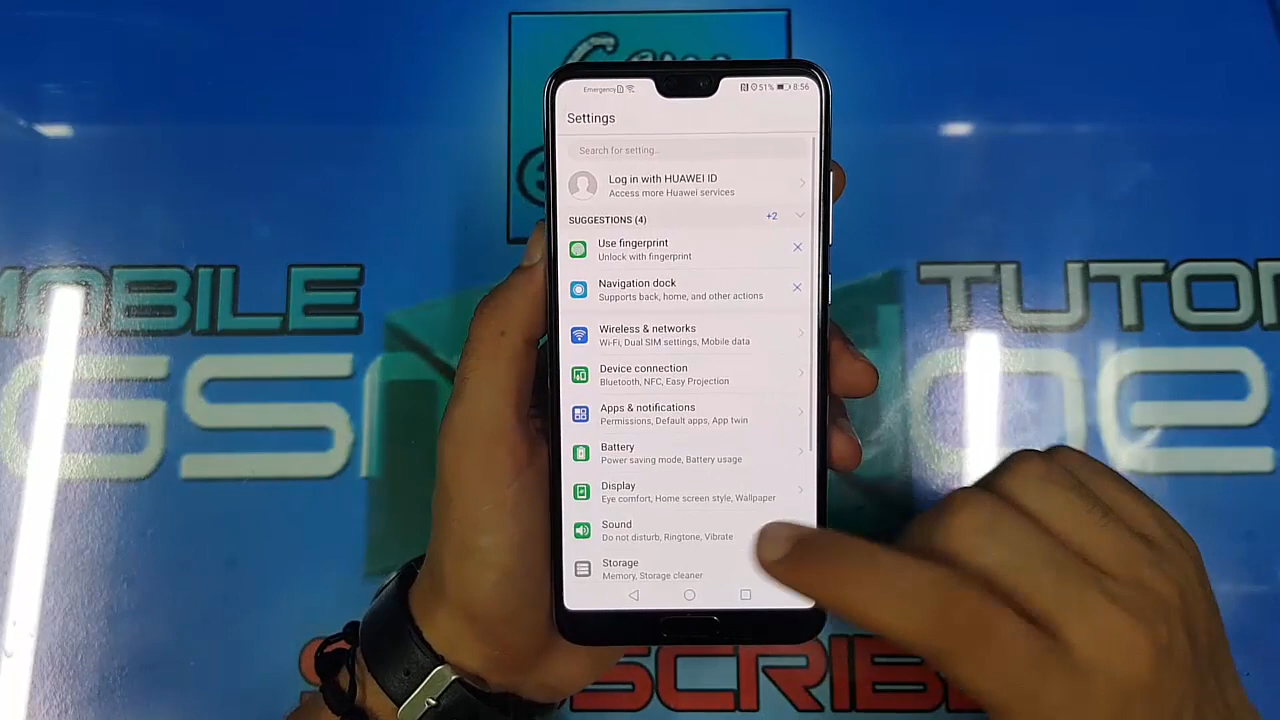 Emergency 51% 8:56
Settings
Search for setting..
Log in with HUAWEI ID
Access more Huawei services
SUGGESTIONS (4) +2
Use fingerprint
Unlock with fingerprint
Navigation dock
Supports back, home, and other actions
Wireless & networks
Wi-Fi, Dual SIM settings, Mobile data
Device connection
Bluetooth, NFC, Easy Projection
Apps & notifications
Permissions, Default apps, App twin
Battery
Power saving mode, Battery usage
Display
Eye comfort, Home screen style, Wallpaper
Sound
Do not disturb, Ringtone, Vibrate
Storage
Memory, Storage cleaner
MOBILE TUTOR
GS
SCRIBE